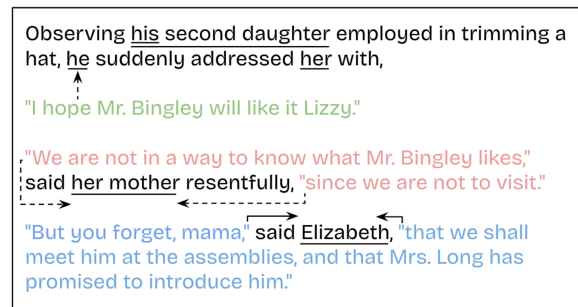 Observing his second daughter employed in trimming a
hat, he suddenly addressed her with,
"I hope Mr. Bingley will like it Lizzy."
"We are not in a way to know what Mr. Bingley likes,"
said her mother resentfully, "since we are not to visit."
"But you forget, mama," said Elizabeth, "that we shall
meet him at the assemblies, and that Mrs. Long has
promised to introduce him."